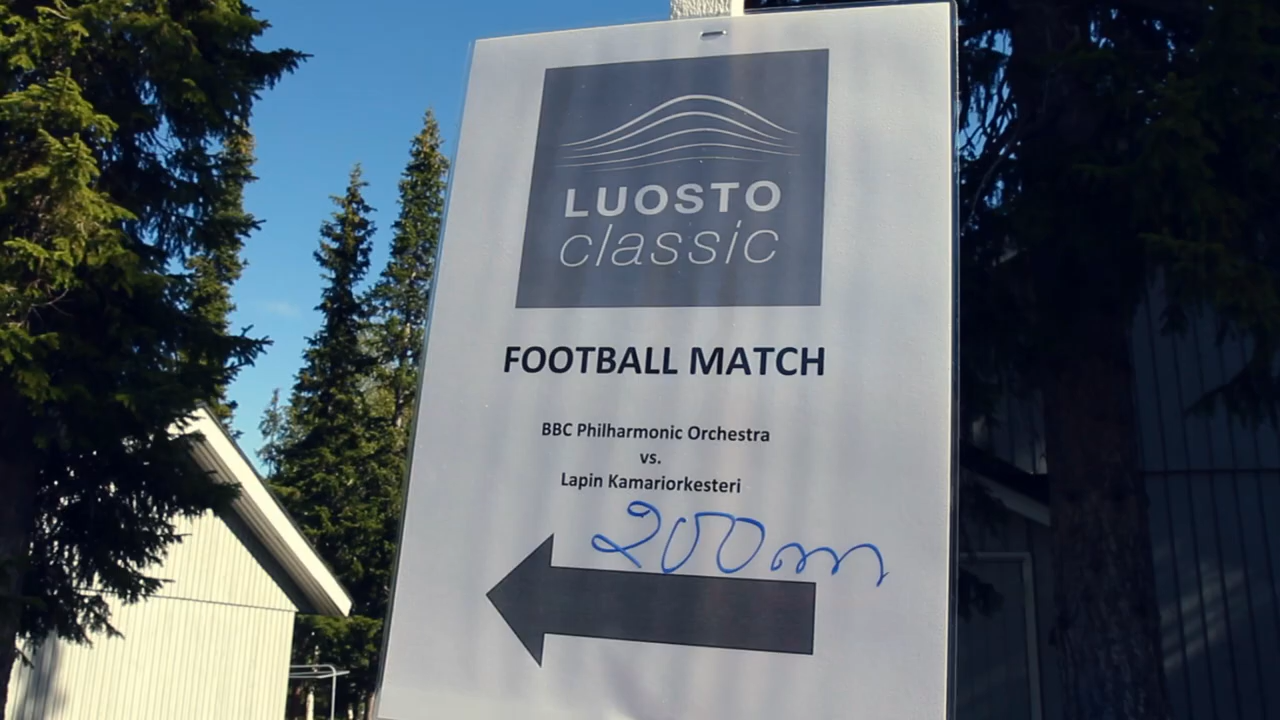 LUOSTO
classic
FOOTBALL MATCH
BBC Philharmonic Orchestra
vs.
Lapin Kamariorkesteri
200m